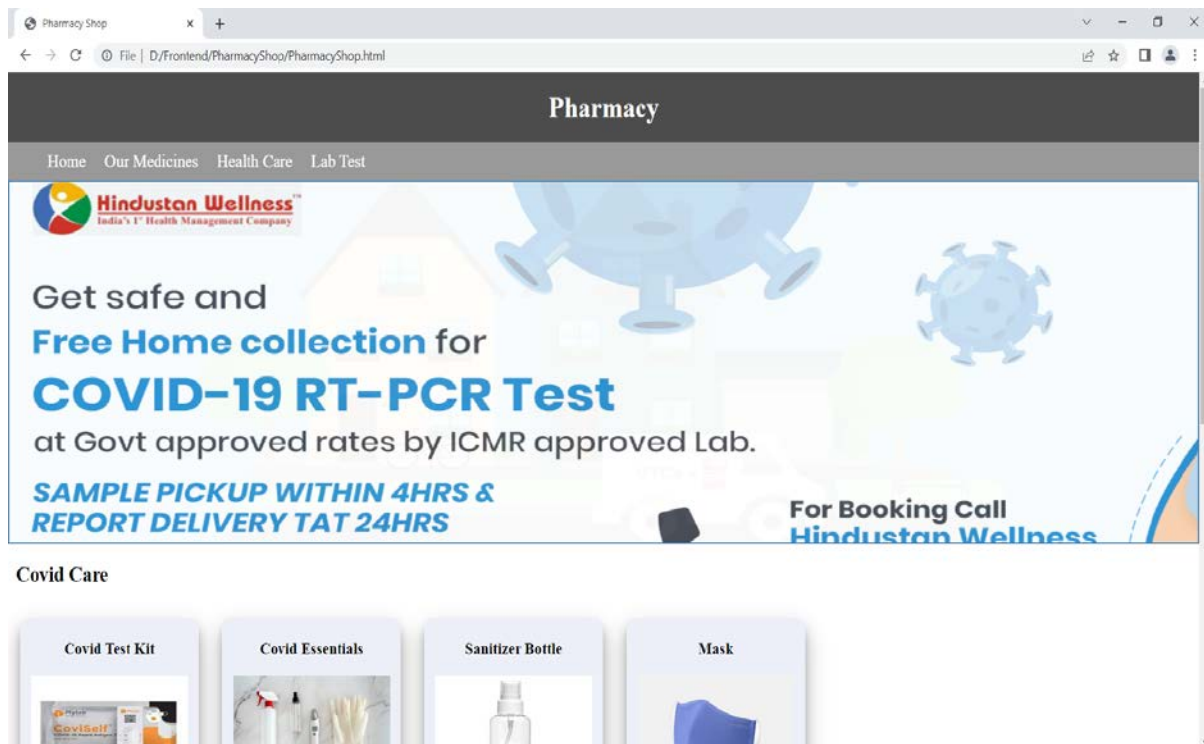 Pharmacy Shop
File | D:/Frontend/PharmacyShop/PharmacyShop.html
Pharmacy
Home Our Medicines Health Care Lab Test
Hindustan Wellness™
India's 1st Health Management Company
Get safe and
Free Home collection for
COVID-19 RT-PCR Test
at Govt approved rates by ICMR approved Lab.
SAMPLE PICKUP WITHIN 4HRS &
REPORT DELIVERY TAT 24HRS
For Booking Call
Hindustan Wellness
Covid Care
Covid Test Kit Covid Essentials Sanitizer Bottle Mask
CoviSelf